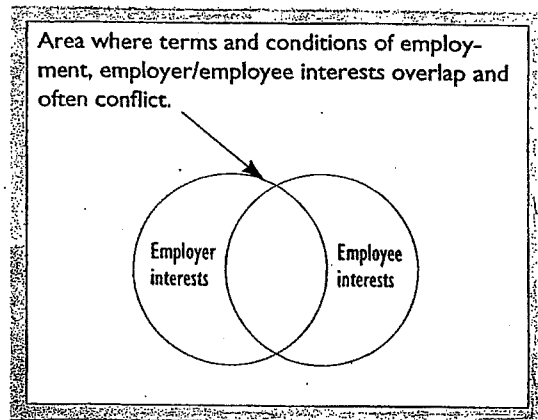 Area where terms and conditions of employ-
ment, employer/employee interests overlap and
often conflict.
Employer
interests
Employee
interests